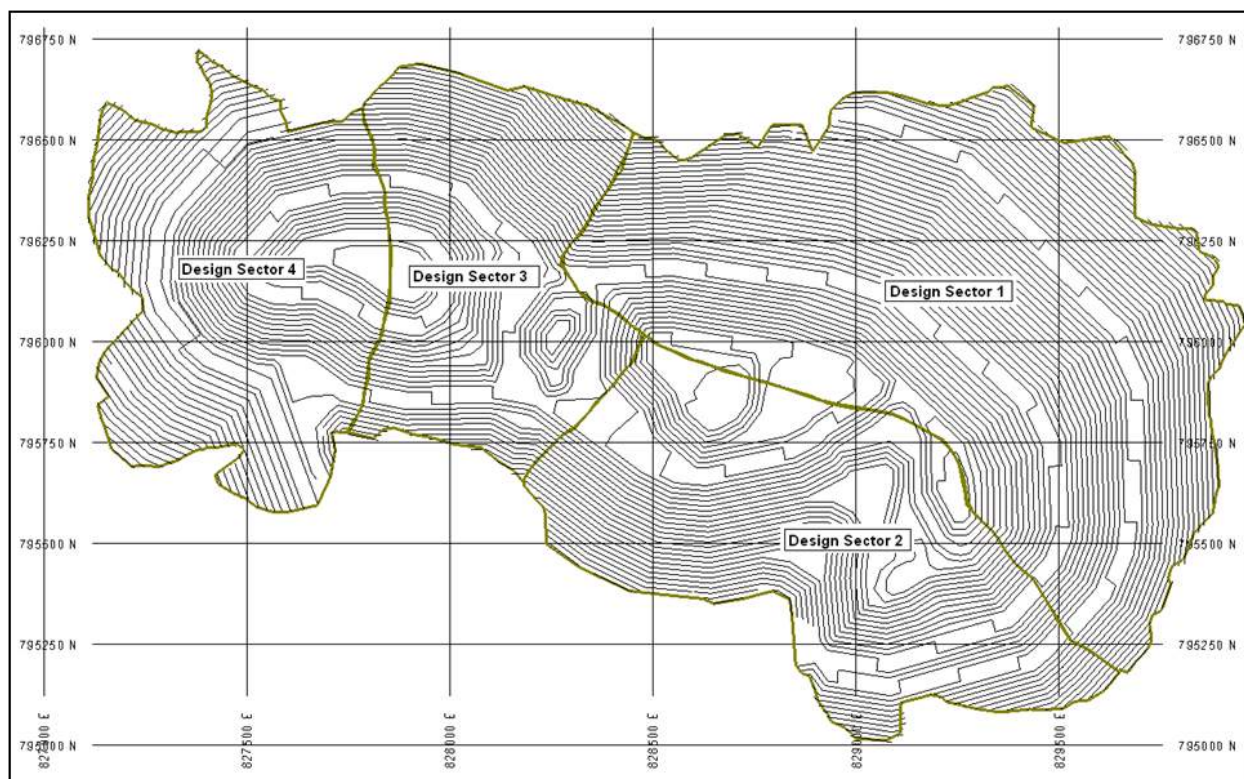 796750 N 796750 N
796500 N 796500 N
796250 N 796250 N
Design Sector 4
Design Sector 3
Design Sector 1
796000 N 796000 N
795750 N 795750 N
Design Sector 2
795500 N 795500 N
795250 N 795250 N
795000 N 795000 N
827000 E
827500 E
828000 E
828500 E
829000 E
829500 E